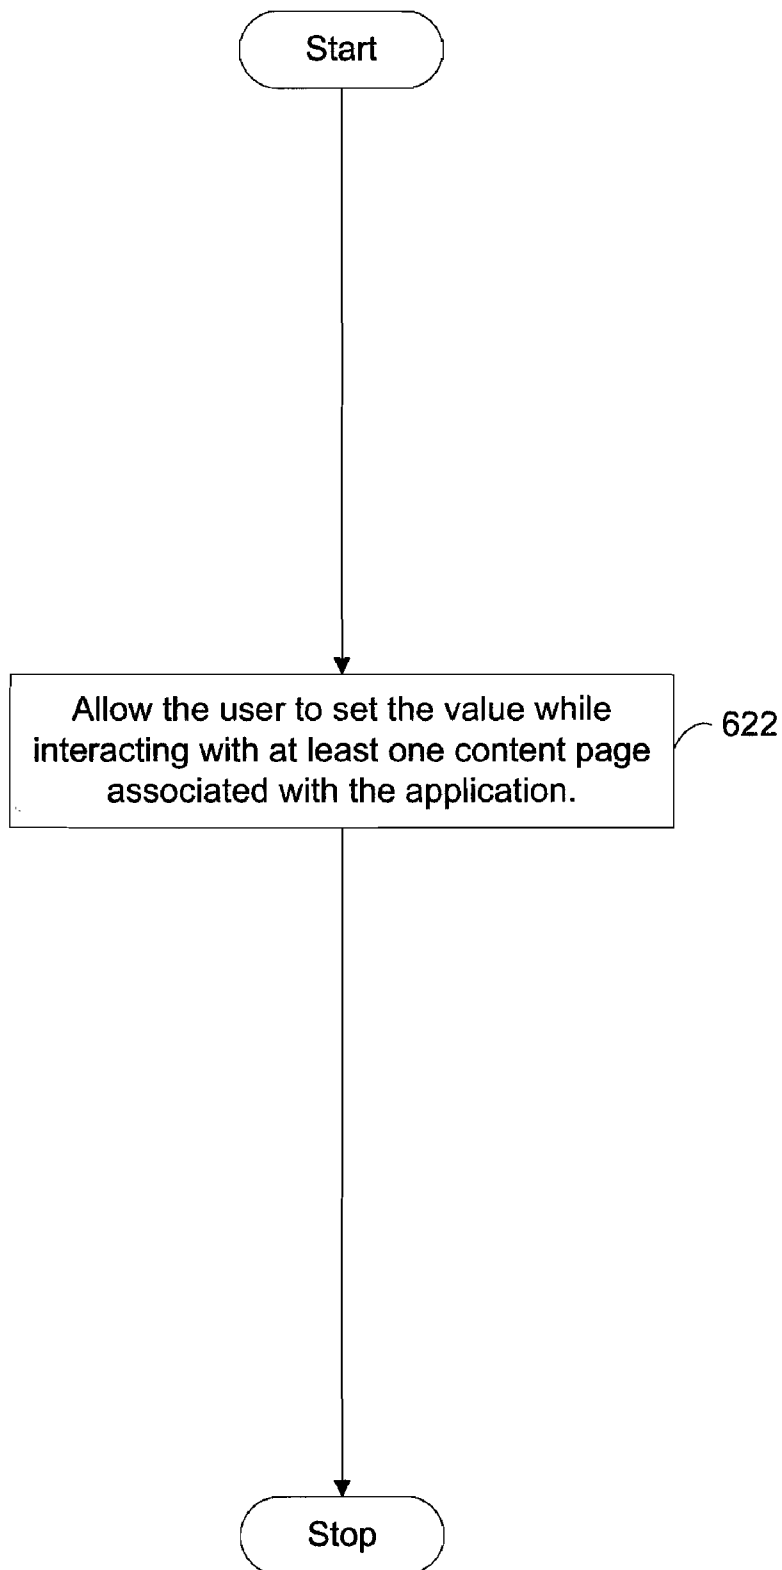 Start
Allow the user to set the value while
interacting with at least one content page
associated with the application.
622
Stop